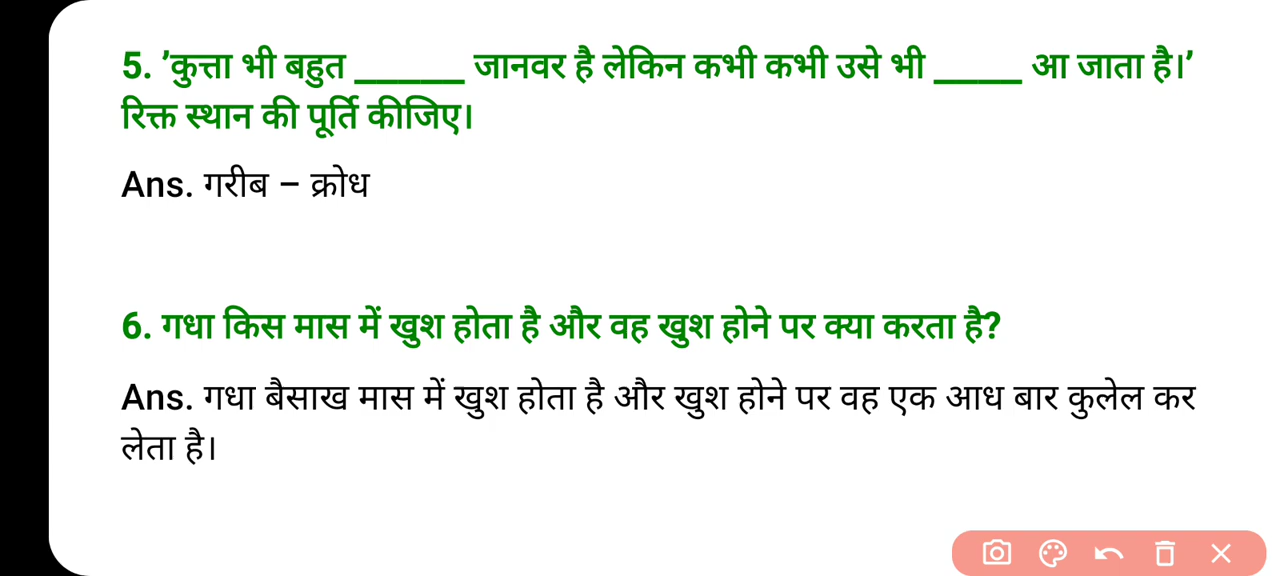 5. ’कुत्ता भी बहुत ______ जानवर है लेकिन कभी कभी उसे भी _____ आ जाता है।’
रिक्त स्थान की पूर्ति कीजिए।
Ans. गरीब – क्रोध
6. गधा किस मास में खुश होता है और वह खुश होने पर क्या करता है?
Ans. गधा बैसाख मास में खुश होता है और खुश होने पर वह एक आध बार कुलेल कर
लेता है।